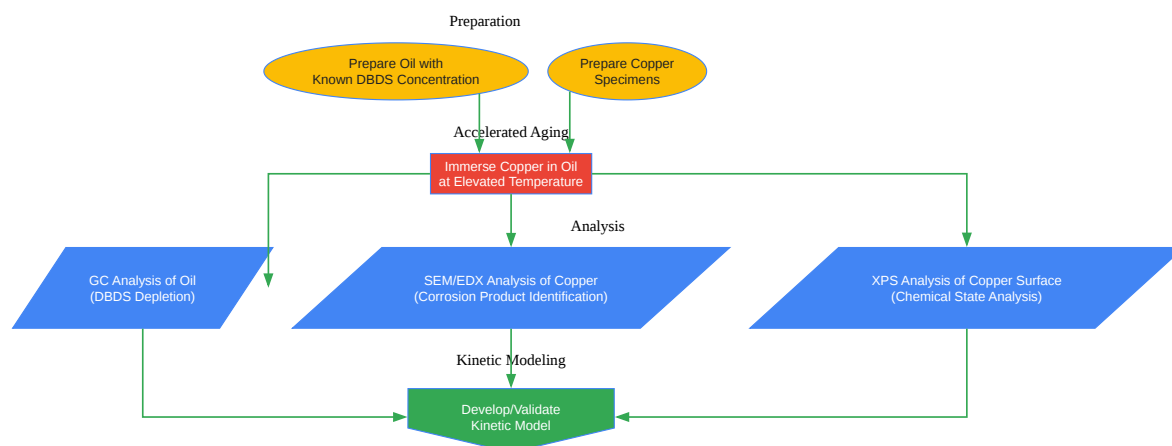 Preparation
Prepare Oil with
Known DBDS Concentration
Prepare Copper
Specimens
Accelerated Aging
Immerse Copper in Oil
at Elevated Temperature
Analysis
GC Analysis of Oil
(DBDS Depletion)
SEM/EDX Analysis of Copper
(Corrosion Product Identification)
XPS Analysis of Copper Surface
(Chemical State Analysis)
Kinetic Modeling
Develop/Validate
Kinetic Model